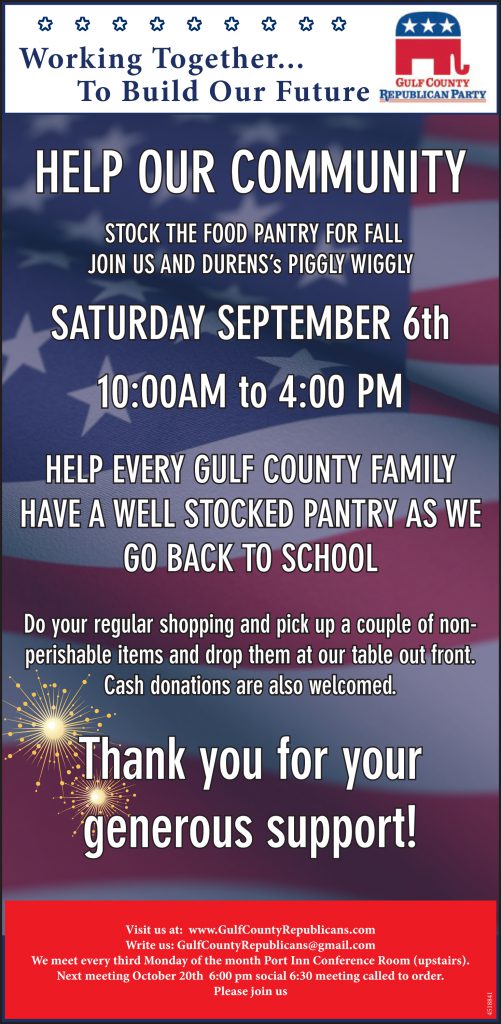 Working Together...
To Build Our Future
GULF COUNTY
REPUBLICAN PARTY
HELP OUR COMMUNITY
STOCK THE FOOD PANTRY FOR FALL
JOIN US AND DURENS's PIGGLY WIGGLY
SATURDAY SEPTEMBER 6th
10:00AM to 4:00 PM
HELP EVERY GULF COUNTY FAMILY
HAVE A WELL STOCKED PANTRY AS WE
GO BACK TO SCHOOL
Do your regular shopping and pick up a couple of non-
perishable items and drop them at our table out front.
Cash donations are also welcomed.
Thank you for your
generous support!
Visit us at: www.GulfCountyRepublicans.com
Write us: GulfCountyRepublicans@gmail.com
We meet every third Monday of the month Port Inn Conference Room (upstairs).
Next meeting October 20th 6:00 pm social 6:30 meeting called to order.
Please join us
4538841